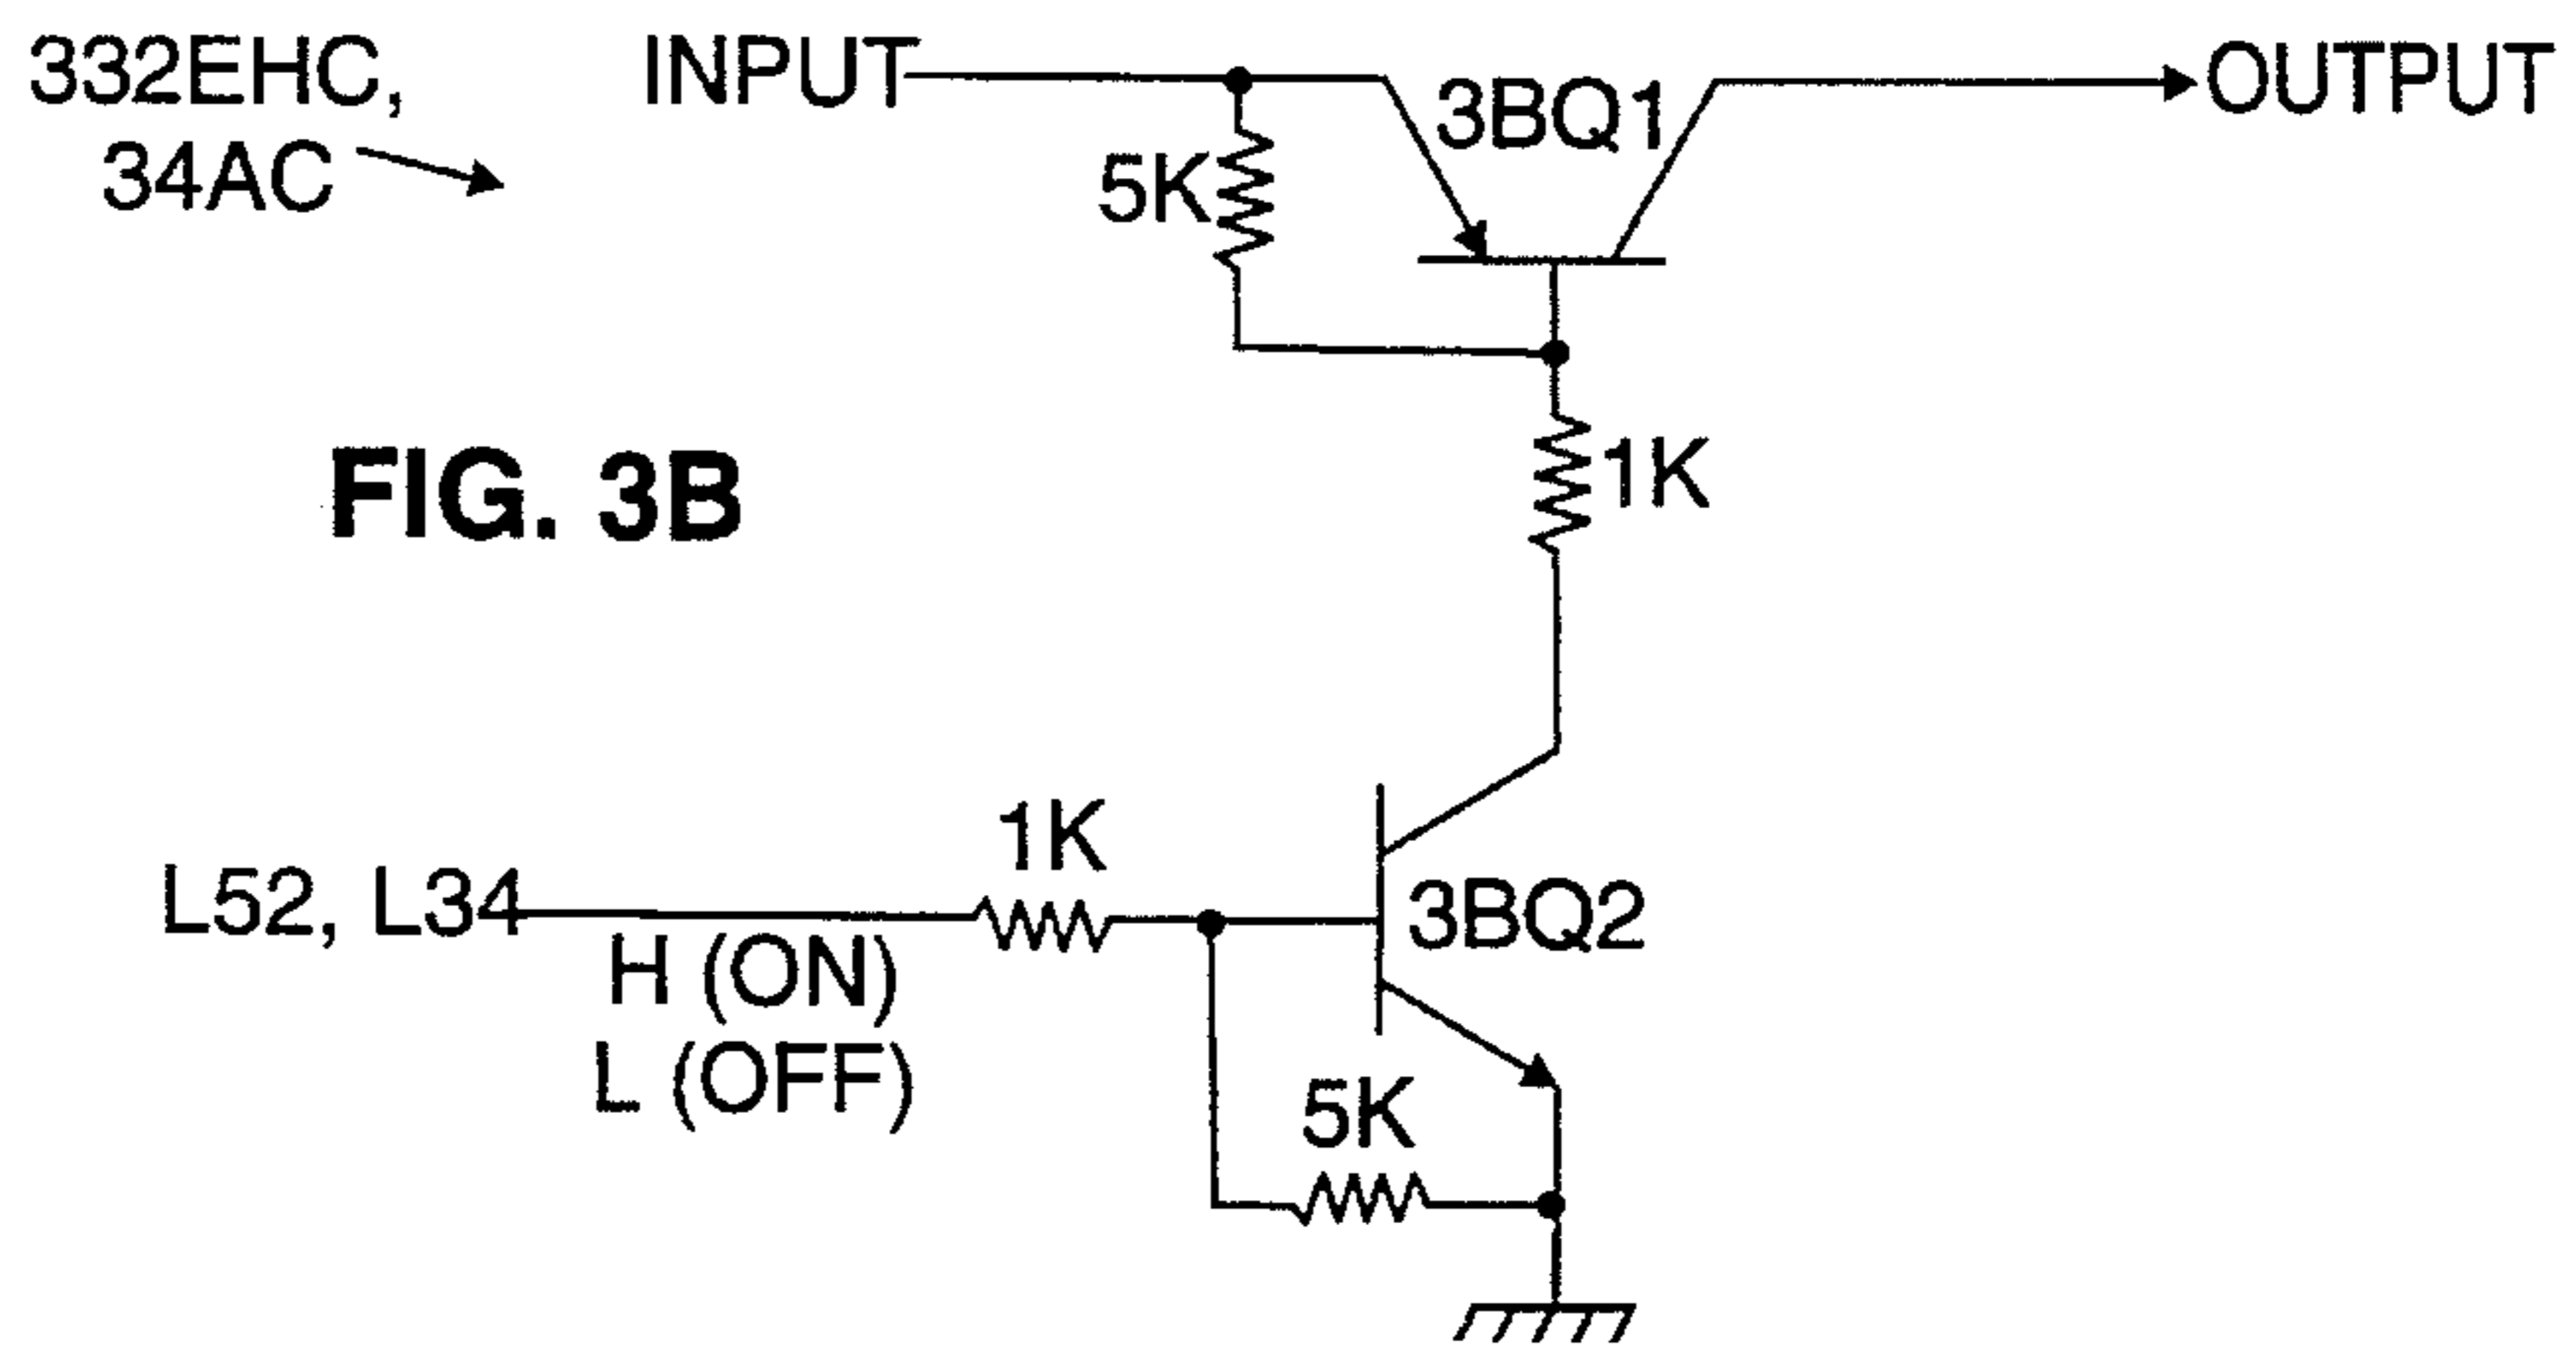 332EHC,
34AC
INPUT
3BQ1
OUTPUT
5K
FIG. 3B
1K
1K
L52, L34
H (ON)
L (OFF)
3BQ2
5K